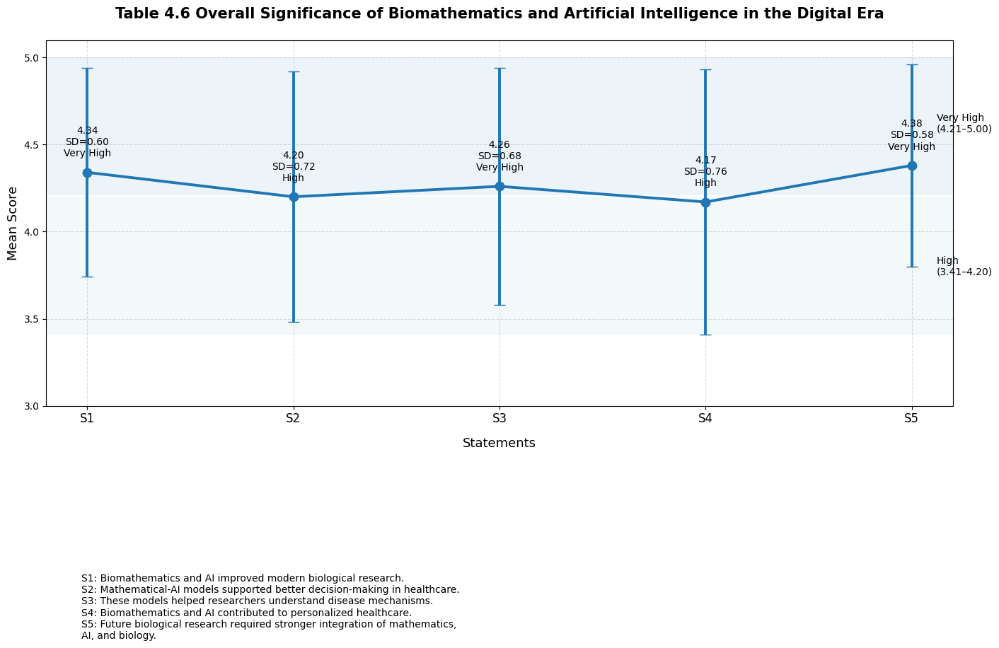 Table 4.6 Overall Significance of Biomathematics and Artificial Intelligence in the Digital Era
Mean Score
5.0
4.5
4.0
3.5
3.0
4.34
SD=0.60
Very High
4.20
SD=0.72
High
4.26
SD=0.68
Very High
4.17
SD=0.76
High
4.38
SD=0.58
Very High
Very High
(4.21–5.00)
High
(3.41–4.20)
S1
S2
S3
S4
S5
Statements
S1: Biomathematics and AI improved modern biological research.
S2: Mathematical-AI models supported better decision-making in healthcare.
S3: These models helped researchers understand disease mechanisms.
S4: Biomathematics and AI contributed to personalized healthcare.
S5: Future biological research required stronger integration of mathematics,
AI, and biology.